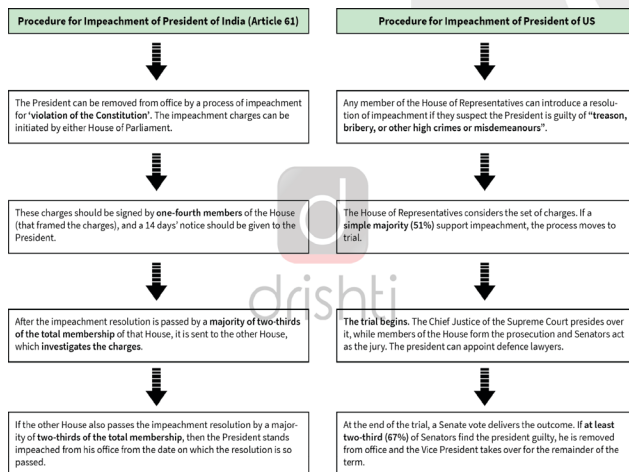 Procedure for Impeachment of President of India (Article 61)
The President can be removed from office by a process of impeachment
for 'violation of the Constitution'. The impeachment charges can be
initiated by either House of Parliament.
These charges should be signed by one-fourth members of the House
(that framed the charges), and a 14 days' notice should be given to the
President.
After the impeachment resolution is passed by a majority of two-thirds
of the total membership of that House, it is sent to the other House,
which investigates the charges.
If the other House also passes the impeachment resolution by a major-
ity of two-thirds of the total membership, then the President stands
impeached from his office from the date on which the resolution is so
passed.
Procedure for Impeachment of President of US
Any member of the House of Representatives can introduce a resolu-
tion of impeachment if they suspect the President is guilty of "treason,
bribery, or other high crimes or misdemeanours".
The House of Representatives considers the set of charges. If a
simple majority (51%) support impeachment, the process moves to
trial.
The trial begins. The Chief Justice of the Supreme Court presides over
it, while members of the House form the prosecution and Senators act
as the jury. The president can appoint defence lawyers.
At the end of the trial, a Senate vote delivers the outcome. If at least
two-third (67%) of Senators find the president guilty, he is removed
from office and the Vice President takes over for the remainder of the
term.
drishti